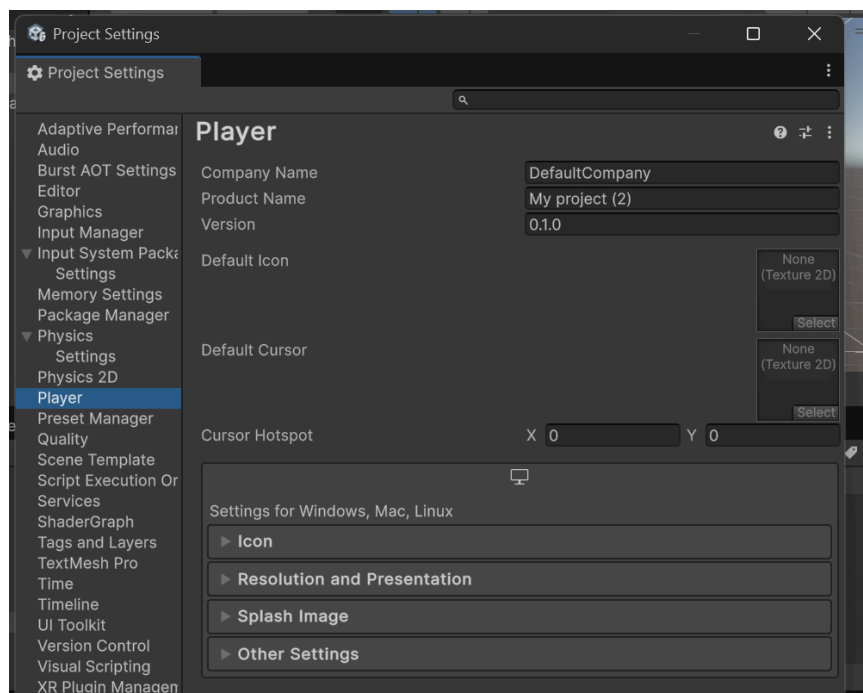 Project Settings
Project Settings
Adaptive Performar
Audio
Burst AOT Settings
Editor
Graphics
Input Manager
Input System Packa
Settings
Memory Settings
Package Manager
Physics
Settings
Physics 2D
Player
Preset Manager
Quality
Scene Template
Script Execution Or
Services
ShaderGraph
Tags and Layers
TextMesh Pro
Time
Timeline
UI Toolkit
Version Control
Visual Scripting
XR Plugin Managem
Player
Company Name DefaultCompany
Product Name My project (2)
Version 0.1.0
Default Icon
None
(Texture 2D)
Select
Default Cursor
None
(Texture 2D)
Select
Cursor Hotspot X 0 Y 0
Settings for Windows, Mac, Linux
Icon
Resolution and Presentation
Splash Image
Other Settings